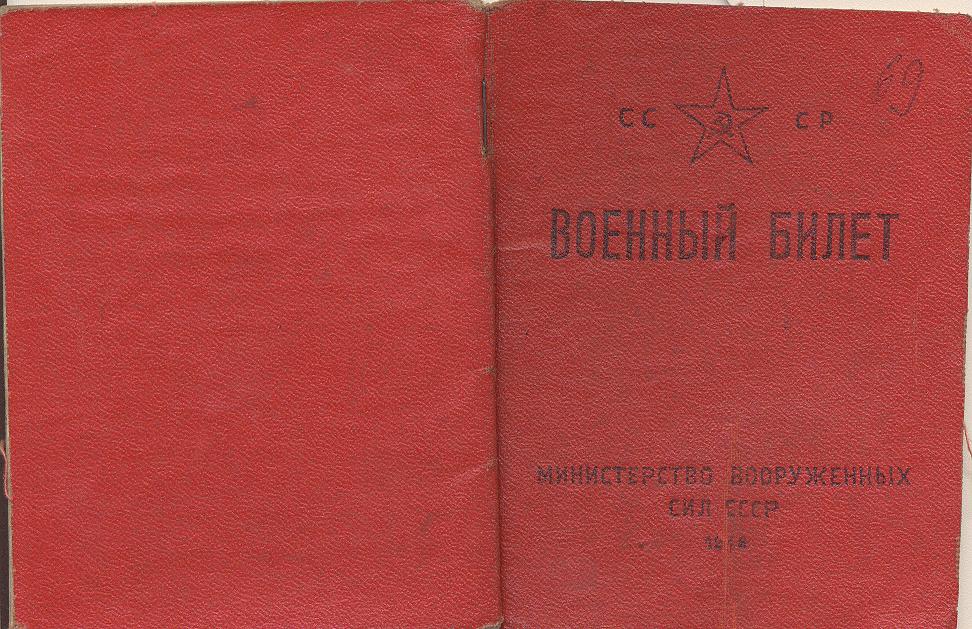 69
СС СР
ВОЕННЫЙ БИЛЕТ
МИНИСТЕРСТВО ВООРУЖЕННЫХ
СИЛ СССР